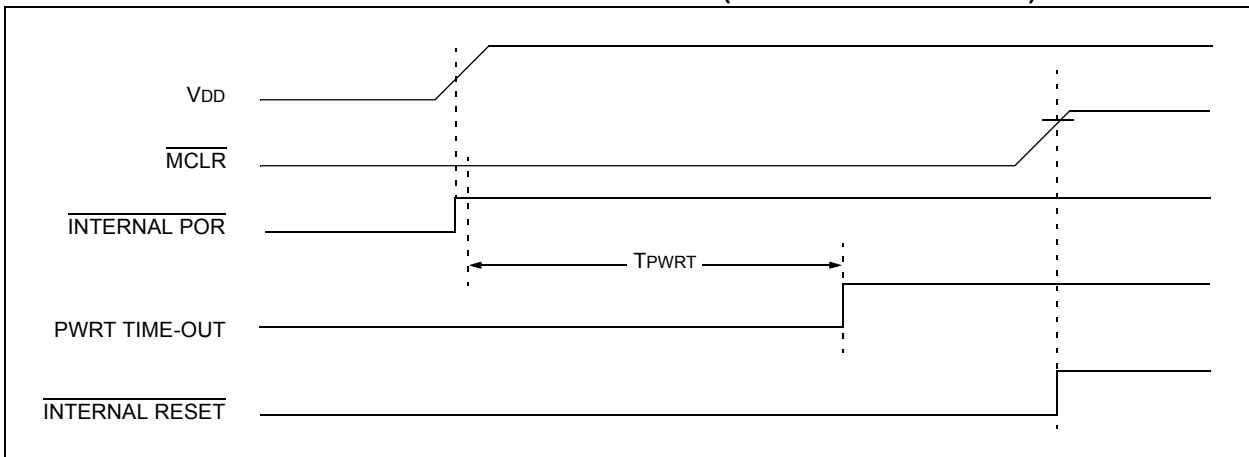 VDD
MCLR
INTERNAL POR
TPWRT
PWRT TIME-OUT
INTERNAL RESET